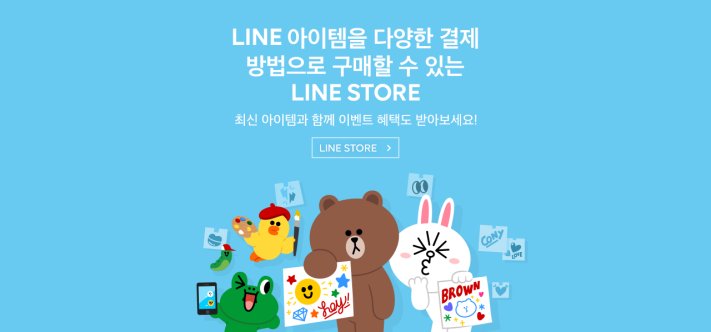 LINE 아이템을 다양한 결제
방법으로 구매할 수 있는
LINE STORE
최신 아이템과 함께 이벤트 혜택도 받아보세요!
LINE STORE >
CONY
LOVE
hey!
BROWN